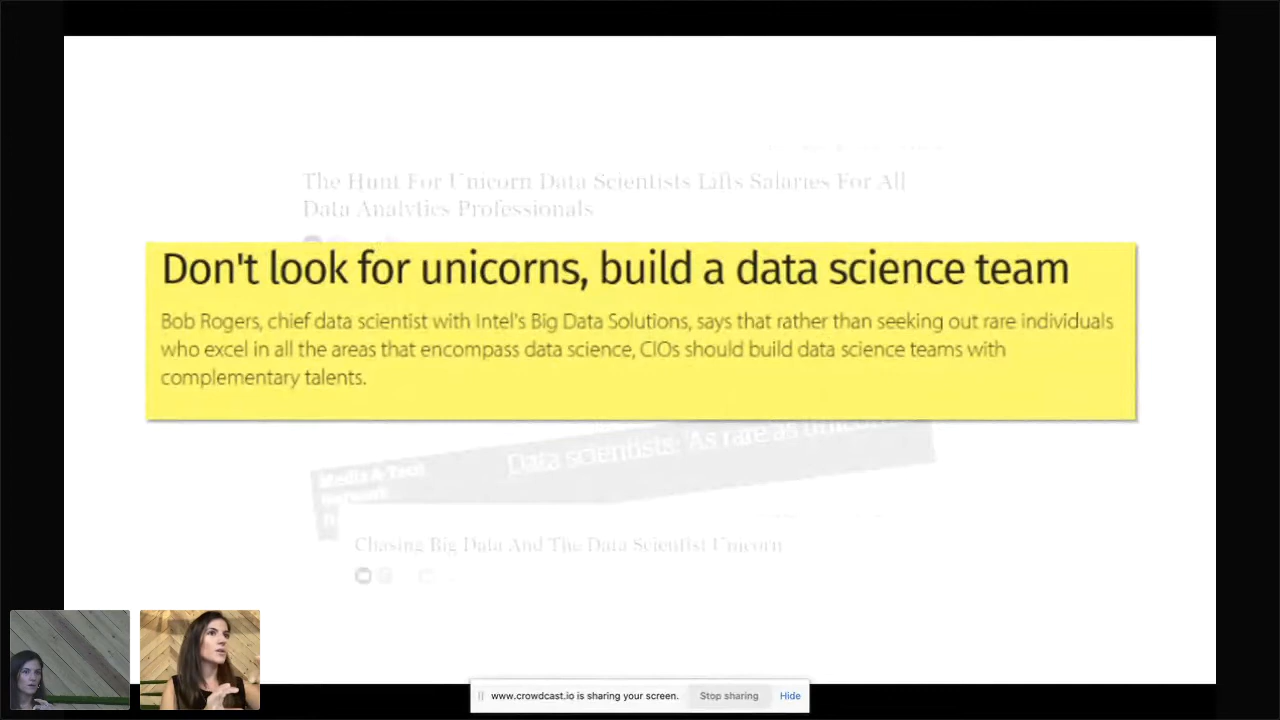 The Hunt For Unicorn Data Scientists Lifts Salaries For All
Data Analytics Professionals
Don't look for unicorns, build a data science team
Bob Rogers, chief data scientist with Intel's Big Data Solutions, says that rather than seeking out rare individuals
who excel in all the areas that encompass data science, CIOs should build data science teams with
complementary talents.
Data scientists: As rare as
Media & Tech
Network
Chasing Big Data And The Data Scientist Unicorn
www.crowdcast.io is sharing your screen.
Stop sharing
Hide